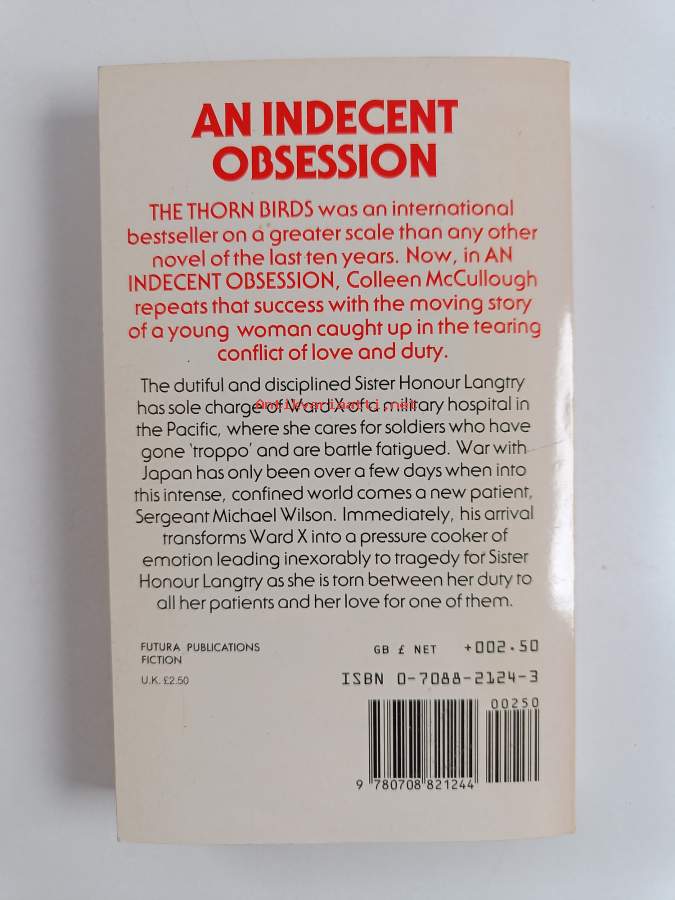 AN INDECENT
OBSESSION
THE THORN BIRDS was an international
bestseller on a greater scale than any other
novel of the last ten years. Now, in AN
INDECENT OBSESSION, Colleen McCullough
repeats that success with the moving story
of a young woman caught up in the tearing
conflict of love and duty.
The dutiful and disciplined Sister Honour Langtry
has sole charge of Ward X of a military hospital in
Antikvariaatti.net
the Pacific, where she cares for soldiers who have
gone 'troppo' and are battle fatigued. War with
Japan has only been over a few days when into
this intense, confined world comes a new patient,
Sergeant Michael Wilson. Immediately, his arrival
transforms Ward X into a pressure cooker of
emotion leading inexorably to tragedy for Sister
Honour Langtry as she is torn between her duty to
all her patients and her love for one of them.
FUTURA PUBLICATIONS
FICTION
U.K. £2.50
GB £ NET +002.50
ISBN 0-7088-2124-3
00250
9 780708 821244